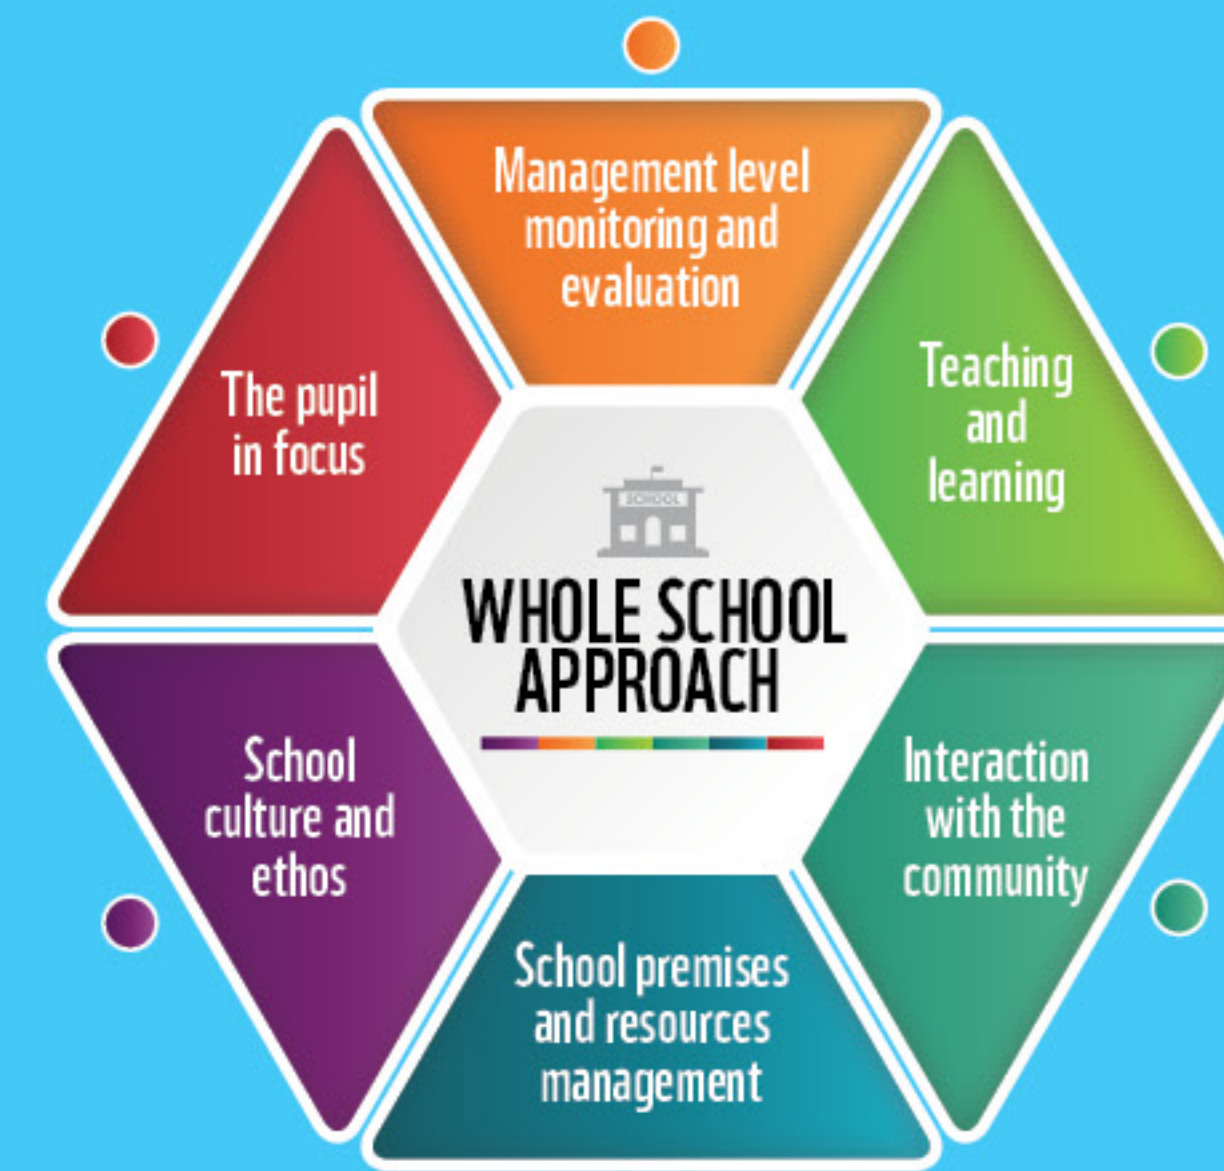 Management level
monitoring and
evaluation
The pupil
in focus
Teaching
and
learning
SCHOOL
WHOLE SCHOOL
APPROACH
School
culture and
ethos
Interaction
with the
community
School premises
and resources
management